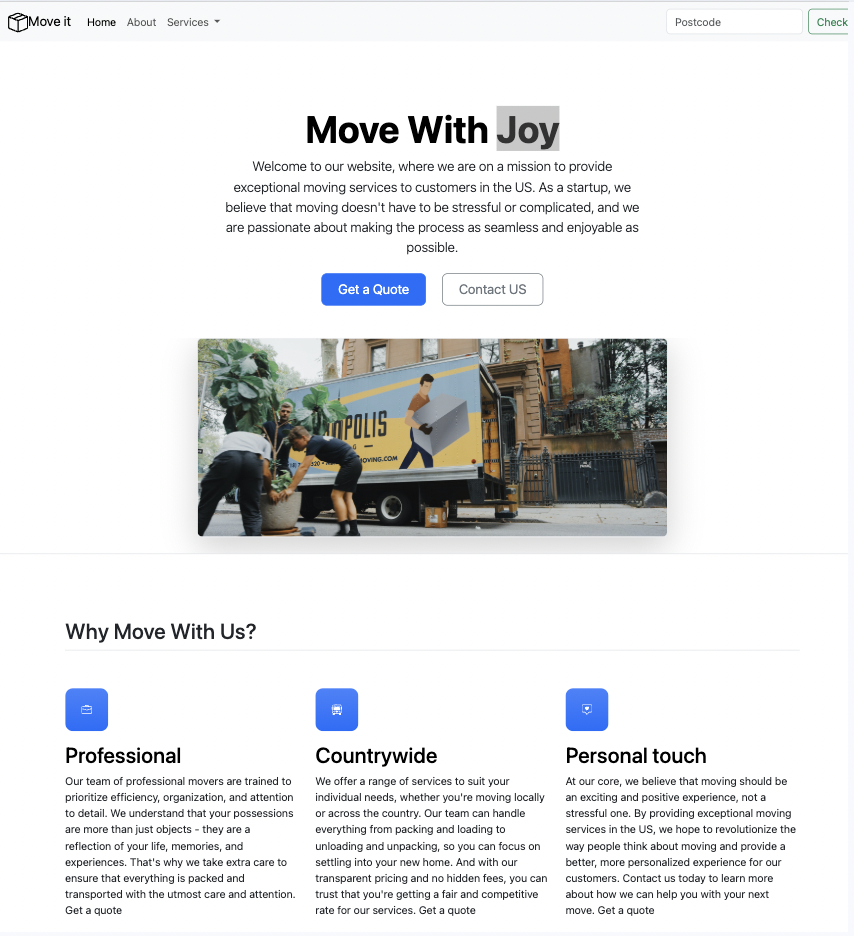 Move it Home About Services Postcode Check
Move With Joy
Welcome to our website, where we are on a mission to provide
exceptional moving services to customers in the US. As a startup, we
believe that moving doesn't have to be stressful or complicated, and we
are passionate about making the process as seamless and enjoyable as
possible.
Get a Quote Contact US
POLIS
MOVING.COM
Why Move With Us?
Professional
Our team of professional movers are trained to
prioritize efficiency, organization, and attention
to detail. We understand that your possessions
are more than just objects - they are a
reflection of your life, memories, and
experiences. That's why we take extra care to
ensure that everything is packed and
transported with the utmost care and attention.
Get a quote
Countrywide
We offer a range of services to suit your
individual needs, whether you're moving locally
or across the country. Our team can handle
everything from packing and loading to
unloading and unpacking, so you can focus on
settling into your new home. And with our
transparent pricing and no hidden fees, you can
trust that you're getting a fair and competitive
rate for our services. Get a quote
Personal touch
At our core, we believe that moving should be
an exciting and positive experience, not a
stressful one. By providing exceptional moving
services in the US, we hope to revolutionize the
way people think about moving and provide a
better, more personalized experience for our
customers. Contact us today to learn more
about how we can help you with your next
move. Get a quote